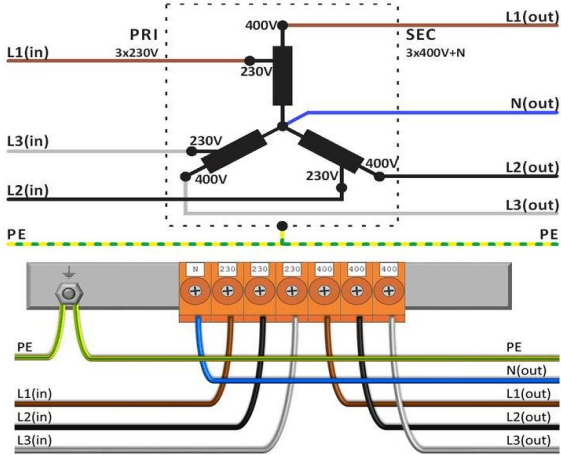 400V
L1(out)
PRI
SEC
3x230V
3x400V+N
L1(in)
230V
N(out)
L3(in)
230V
400V
L2(out)
400V
230V
L2(in)
L3(out)
PE
PE
N
230
230
230
400
400
400
PE
PE
N(out)
L1(in)
L1(out)
L2(in)
L2(out)
L3(in)
L3(out)